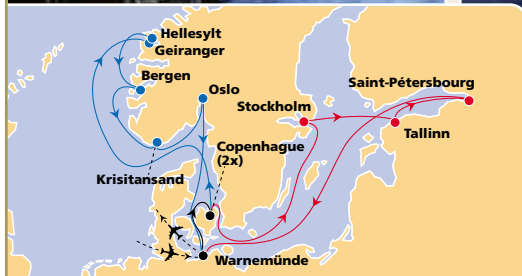 Hellesylt
Geiranger
Bergen
Oslo
Saint-Pétersbourg
Stockholm
Tallinn
Copenhague
(2x)
Krisitansand
Warnemünde